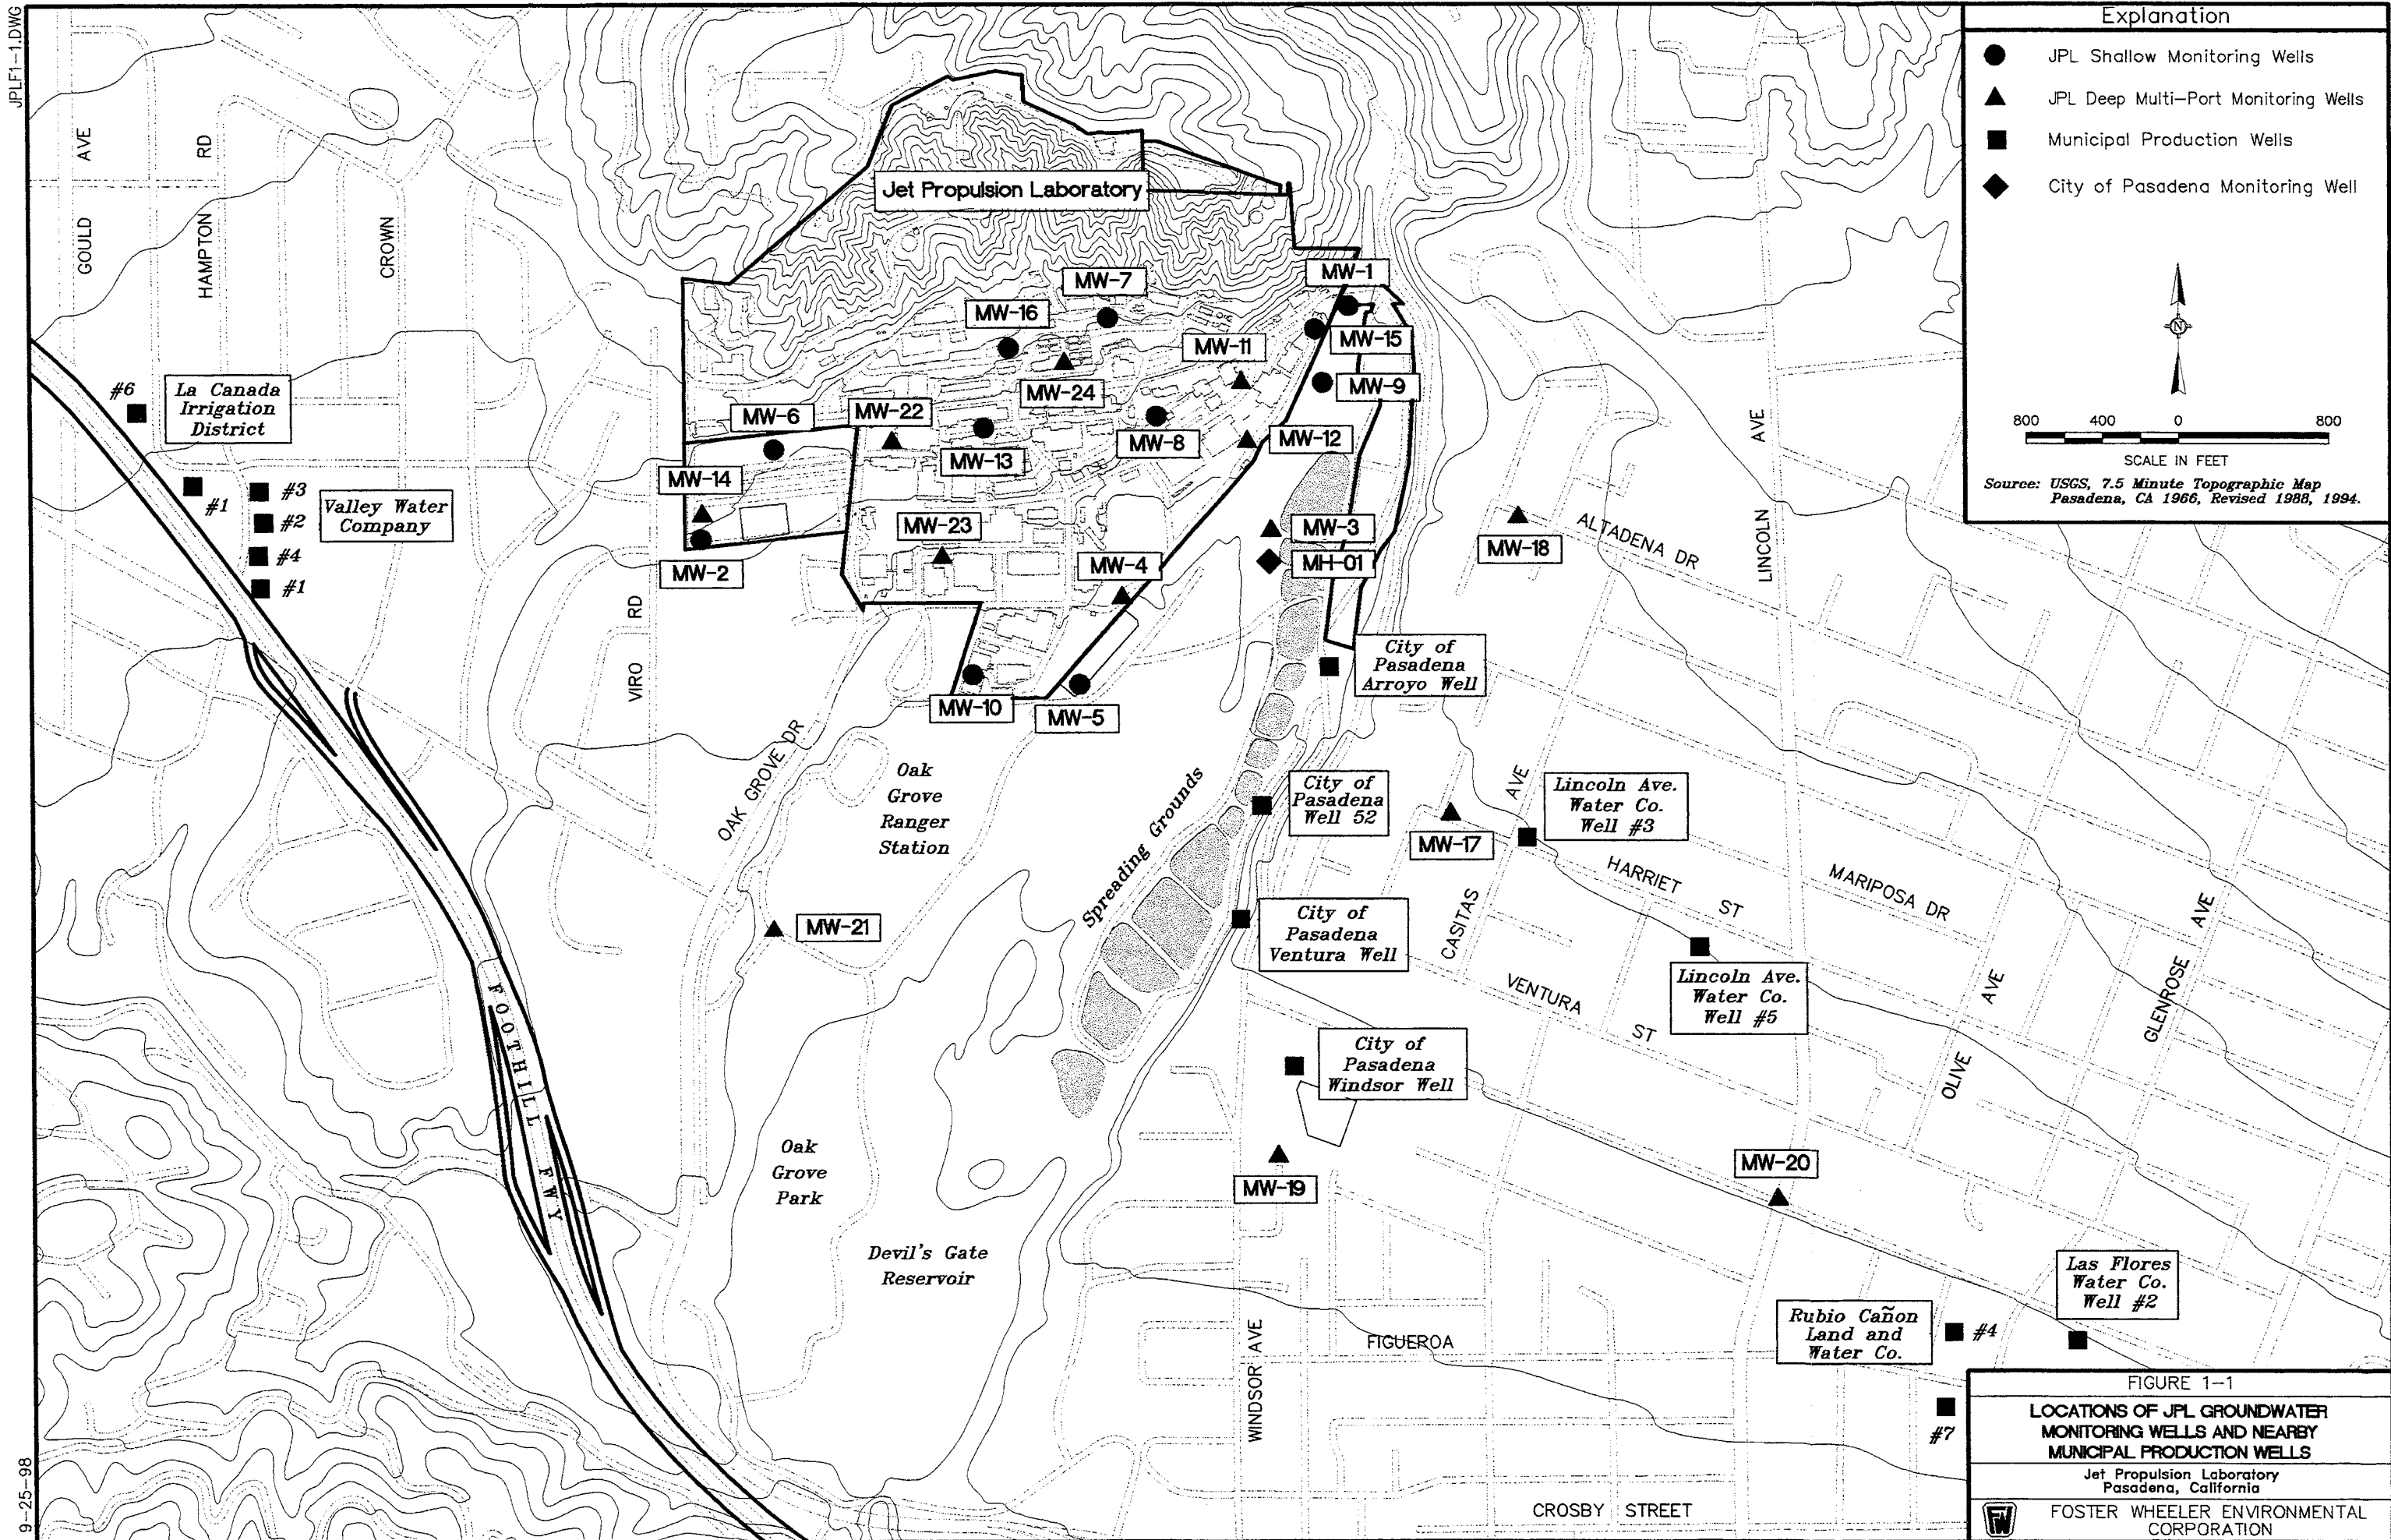 JPLF1-1.DWG
9-25-98
Explanation
JPL Shallow Monitoring Wells
JPL Deep Multi-Port Monitoring Wells
Municipal Production Wells
City of Pasadena Monitoring Well
N
800 400 0 800
SCALE IN FEET
Source: USGS, 7.5 Minute Topographic Map
Pasadena, CA 1966, Revised 1988, 1994.
GOULD AVE
HAMPTON RD
CROWN
Jet Propulsion Laboratory
MW-1
MW-7
MW-16
MW-15
MW-11
MW-9
MW-24
MW-22
MW-6
MW-8
MW-12
MW-13
MW-14
MW-23
MW-3
MH-01
MW-18
MW-4
MW-2
MW-10
MW-5
#6
La Canada
Irrigation
District
#1
#3
#2
#4
#1
Valley Water
Company
VIRO RD
ALTADENA DR
LINCOLN AVE
City of
Pasadena
Arroyo Well
OAK GROVE DR
Oak
Grove
Ranger
Station
Spreading Grounds
City of
Pasadena
Well 52
MW-17
Lincoln Ave.
Water Co.
Well #3
CASITAS AVE
HARRIET ST
MARIPOSA DR
MW-21
City of
Pasadena
Ventura Well
Lincoln Ave.
Water Co.
Well #5
VENTURA ST
OLIVE AVE
GLENROSE AVE
FOOTHILL FWY
City of
Pasadena
Windsor Well
Oak
Grove
Park
MW-19
MW-20
Devil's Gate
Reservoir
WINDSOR AVE
FIGUEROA
Las Flores
Water Co.
Well #2
Rubio Cañon
Land and
Water Co.
#4
#7
CROSBY STREET
FIGURE 1-1
LOCATIONS OF JPL GROUNDWATER
MONITORING WELLS AND NEARBY
MUNICIPAL PRODUCTION WELLS
Jet Propulsion Laboratory
Pasadena, California
FW
FOSTER WHEELER ENVIRONMENTAL
CORPORATION